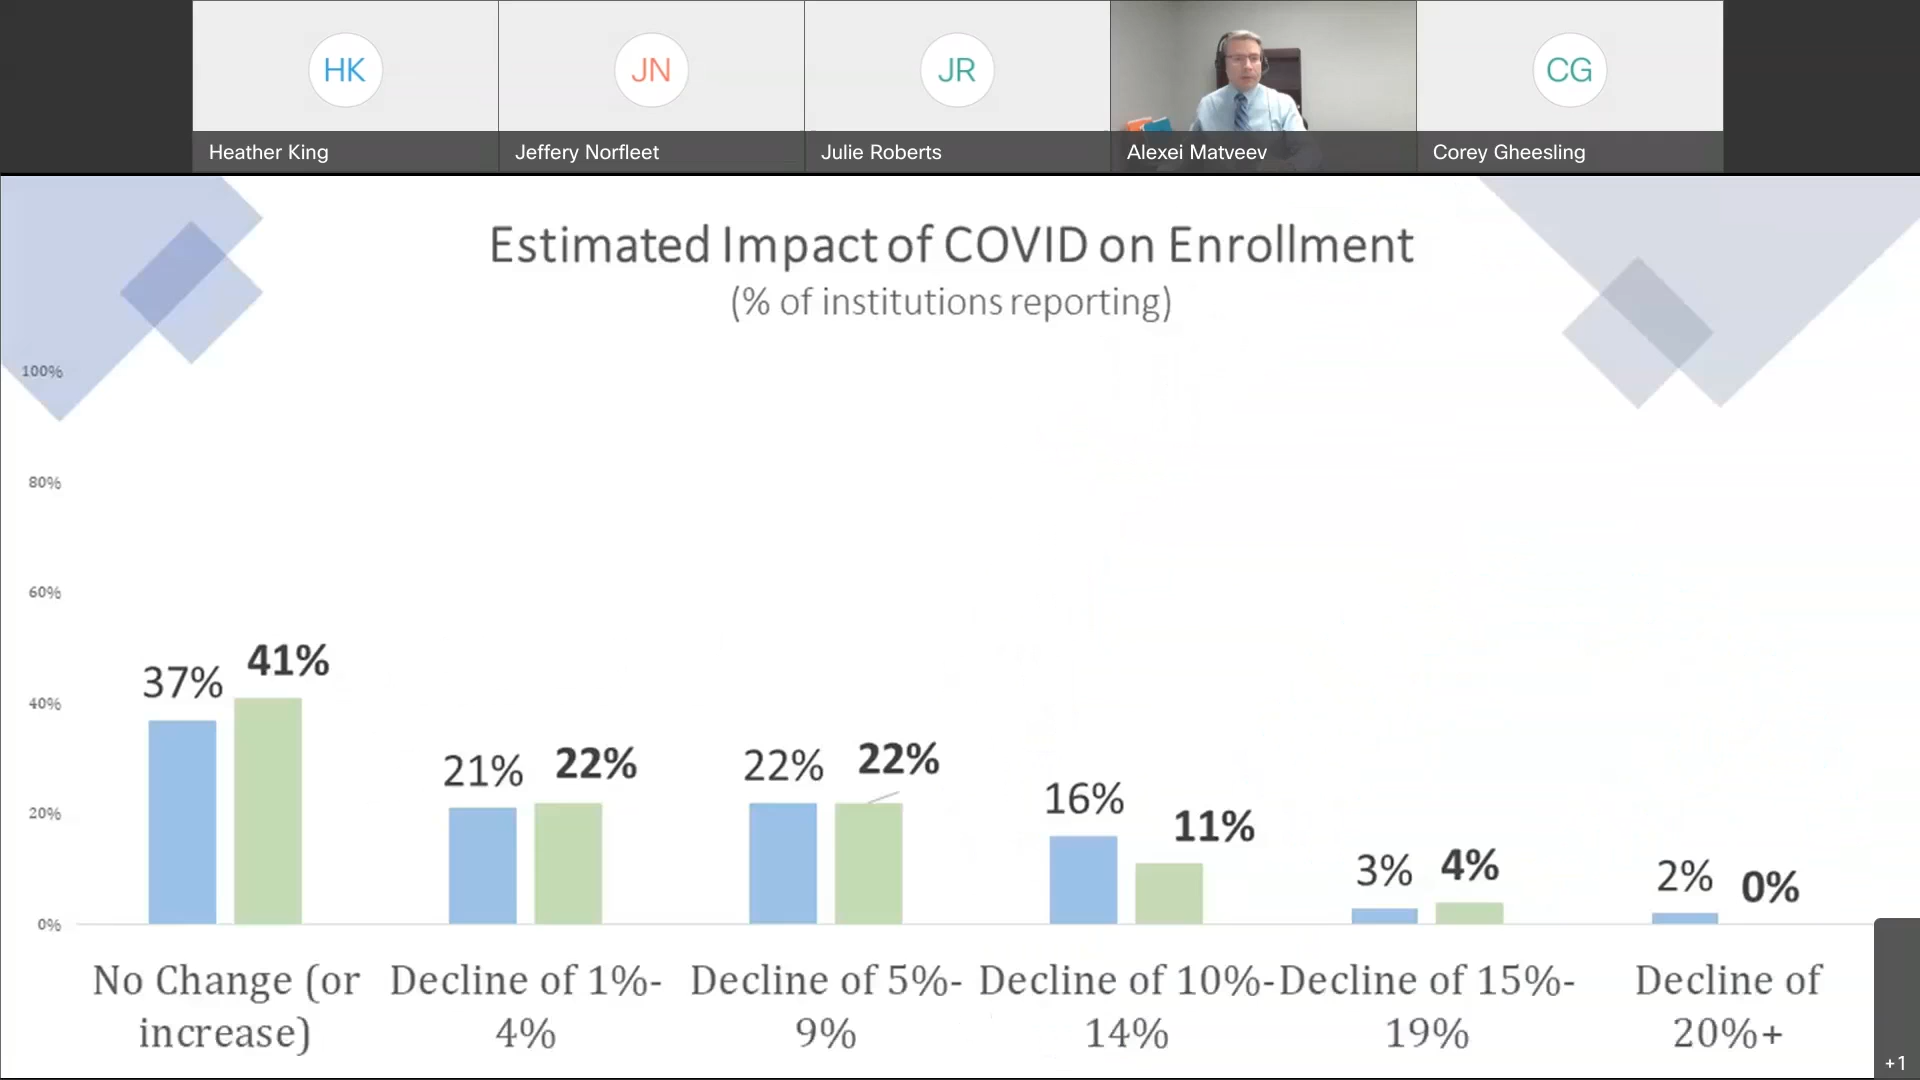 HK
JN
JR
CG
Heather King
Jeffery Norfleet
Julie Roberts
Alexei Matveev
Corey Gheesling
Estimated Impact of COVID on Enrollment
(% of institutions reporting)
100%
80%
60%
40%
20%
0%
37%
41%
21%
22%
22%
22%
16%
11%
3%
4%
2%
0%
No Change (or
increase)
Decline of 1%-
4%
Decline of 5%-
9%
Decline of 10%-
14%
Decline of 15%-
19%
Decline of
20%+
+1